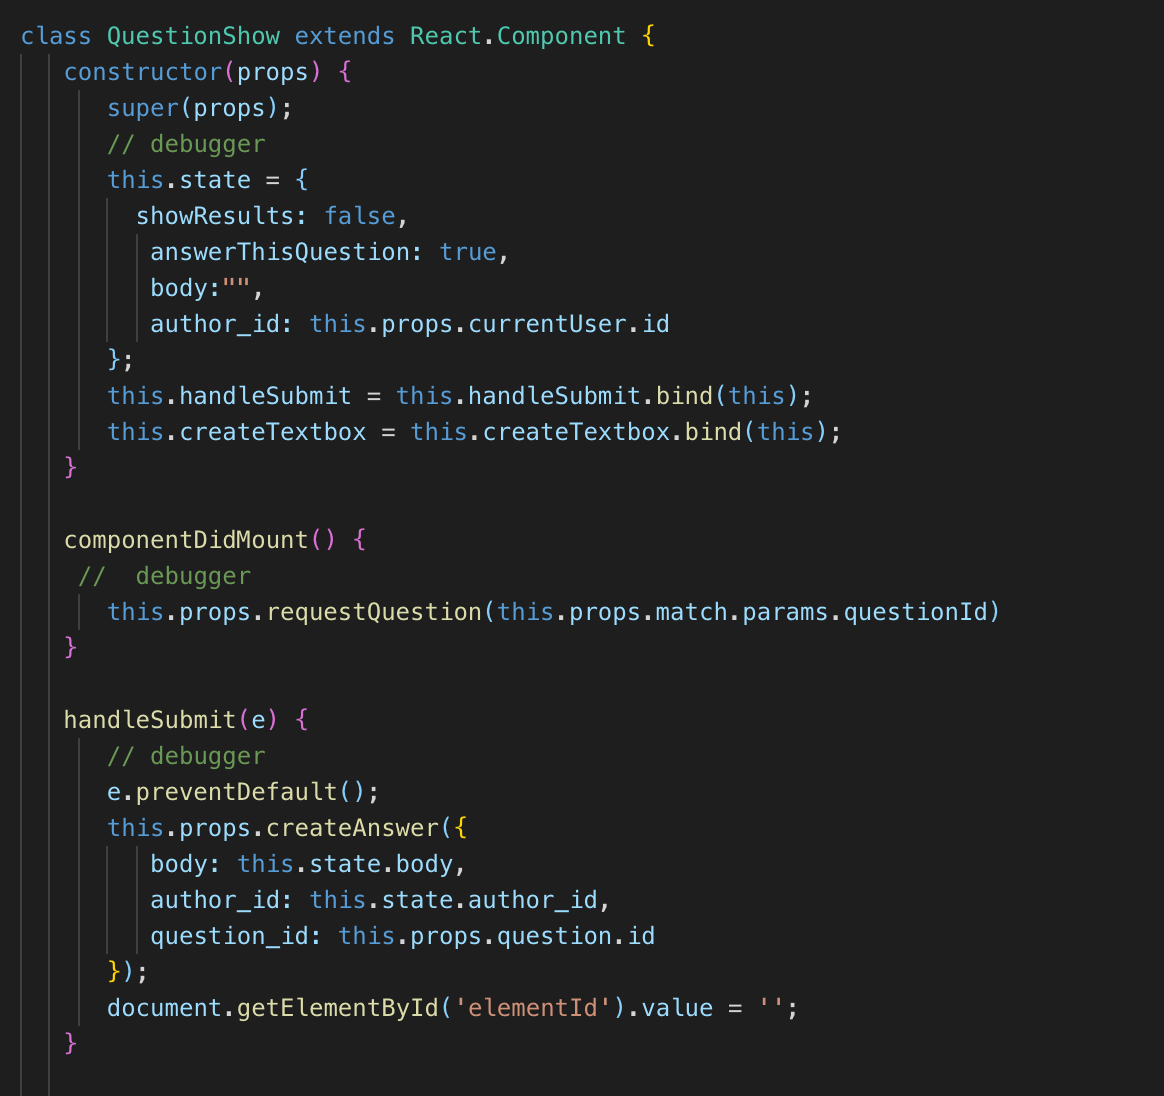 class QuestionShow extends React.Component {
constructor(props) {
super(props);
// debugger
this.state = {
showResults: false,
answerThisQuestion: true,
body:"",
author_id: this.props.currentUser.id
};
this.handleSubmit = this.handleSubmit.bind(this);
this.createTextbox = this.createTextbox.bind(this);
}
componentDidMount() {
//  debugger
this.props.requestQuestion(this.props.match.params.questionId)
}
handleSubmit(e) {
// debugger
e.preventDefault();
this.props.createAnswer({
body: this.state.body,
author_id: this.state.author_id,
question_id: this.props.question.id
});
document.getElementById('elementId').value = '';
}